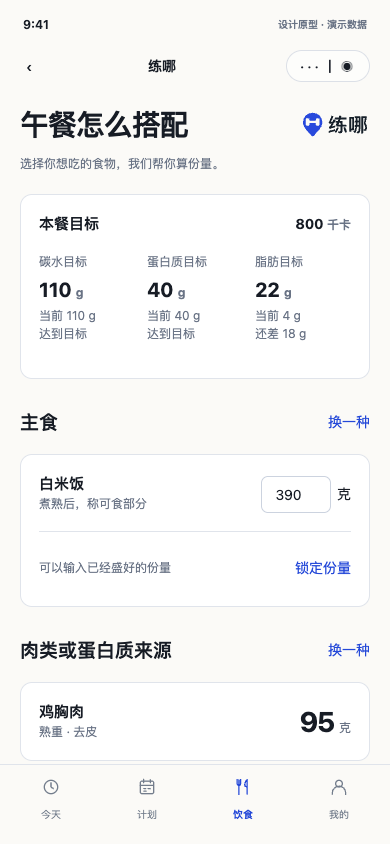 9:41
设计原型 · 演示数据
‹ 练哪
午餐怎么搭配
练哪
选择你想吃的食物，我们帮你算份量。
本餐目标 800 千卡
碳水目标 蛋白质目标 脂肪目标
110 g 40 g 22 g
当前 110 g 当前 40 g 当前 4 g
达到目标 达到目标 还差 18 g
主食 换一种
白米饭
煮熟后，称可食部分
390 克
可以输入已经盛好的份量 锁定份量
肉类或蛋白质来源 换一种
鸡胸肉
熟重 · 去皮
95 克
今天 计划 饮食 我的